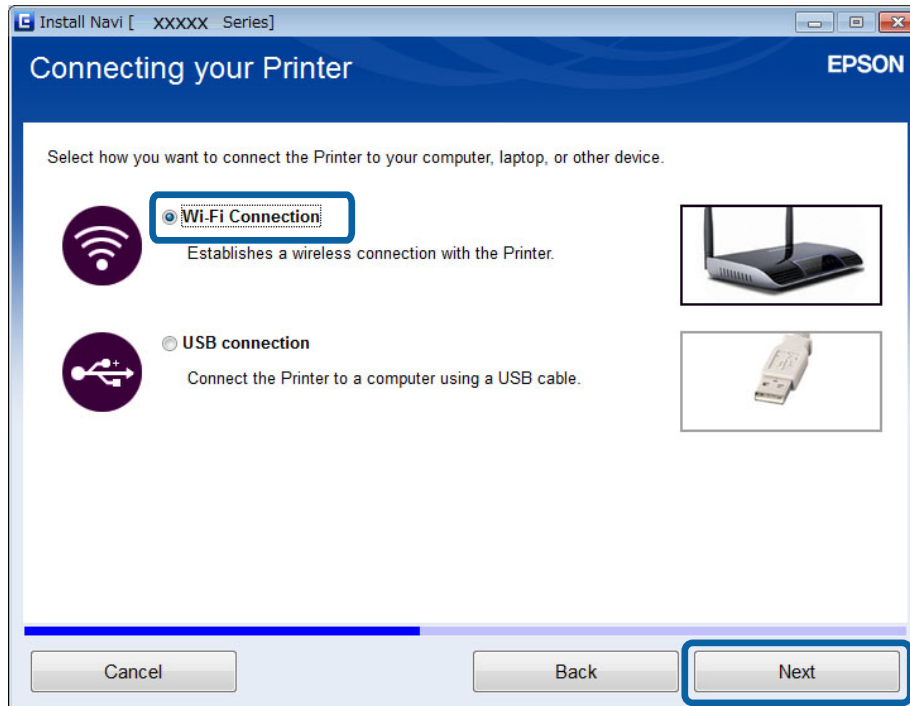 Install Navi [ XXXXX Series]
Connecting your Printer
EPSON
Select how you want to connect the Printer to your computer, laptop, or other device.
Wi-Fi Connection
Establishes a wireless connection with the Printer.
USB connection
Connect the Printer to a computer using a USB cable.
Cancel
Back
Next